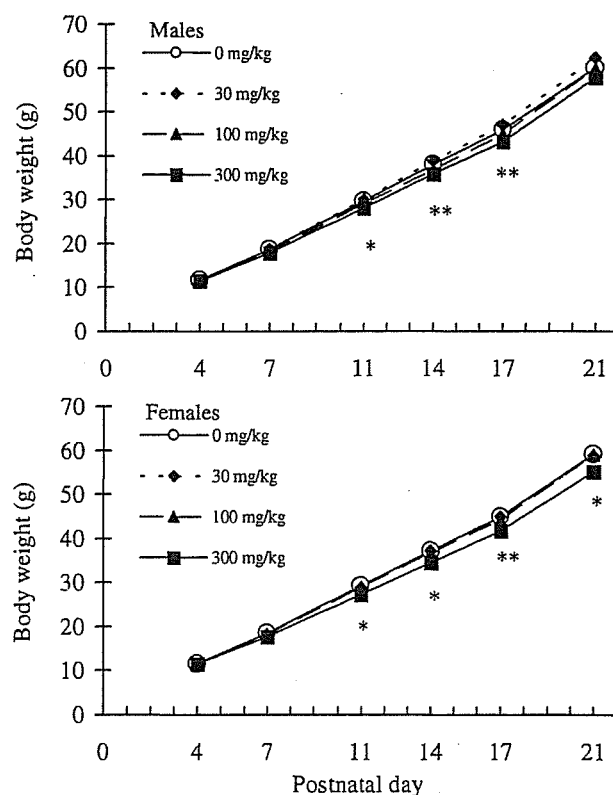 Males
0 mg/kg
30 mg/kg
100 mg/kg
300 mg/kg
Body weight (g)
70
60
50
40
30
20
10
0
*
**
**
0 4 7 11 14 17 21
Females
0 mg/kg
30 mg/kg
100 mg/kg
300 mg/kg
Body weight (g)
70
60
50
40
30
20
10
0
*
*
**
*
0 4 7 11 14 17 21
Postnatal day